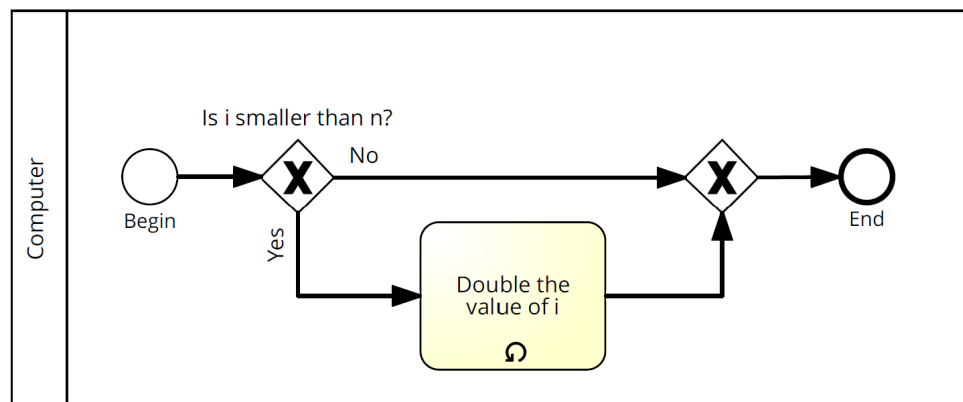 Computer
Is i smaller than n?
No
Begin
Yes
Double the
value of i
End